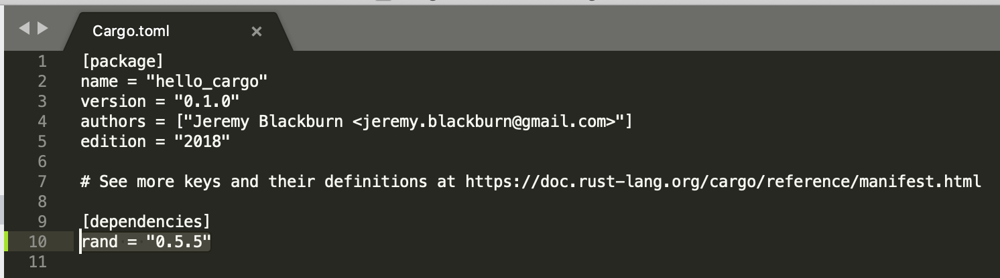 Cargo.toml ×
1 [package]
2 name = "hello_cargo"
3 version = "0.1.0"
4 authors = ["Jeremy Blackburn <jeremy.blackburn@gmail.com>"]
5 edition = "2018"
6
7 # See more keys and their definitions at https://doc.rust-lang.org/cargo/reference/manifest.html
8
9 [dependencies]
10 rand = "0.5.5"
11